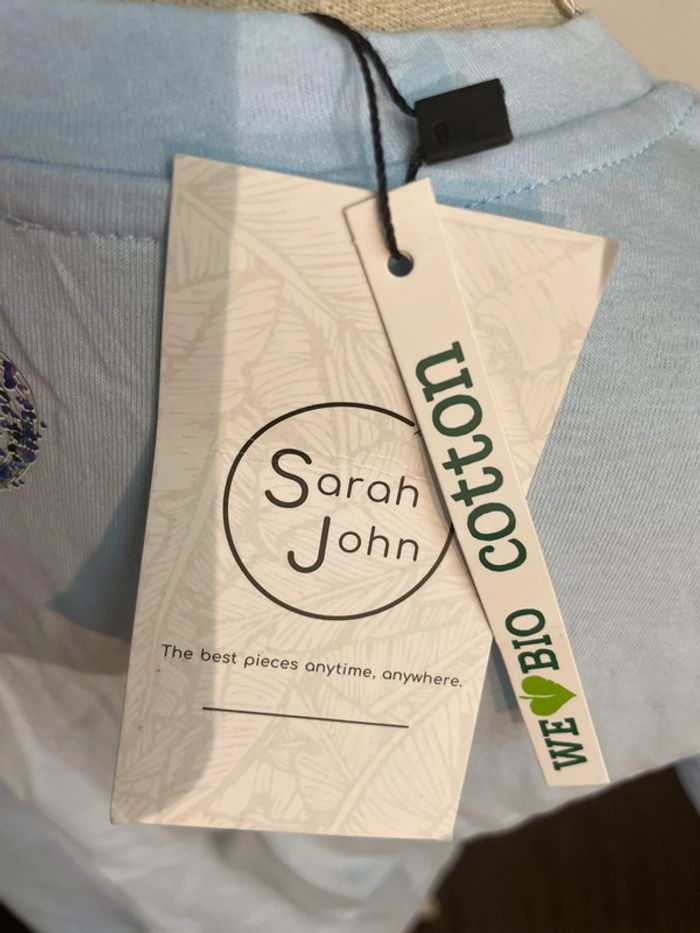 Sarah
John
The best pieces anytime, anywhere.
WE BIO cotton